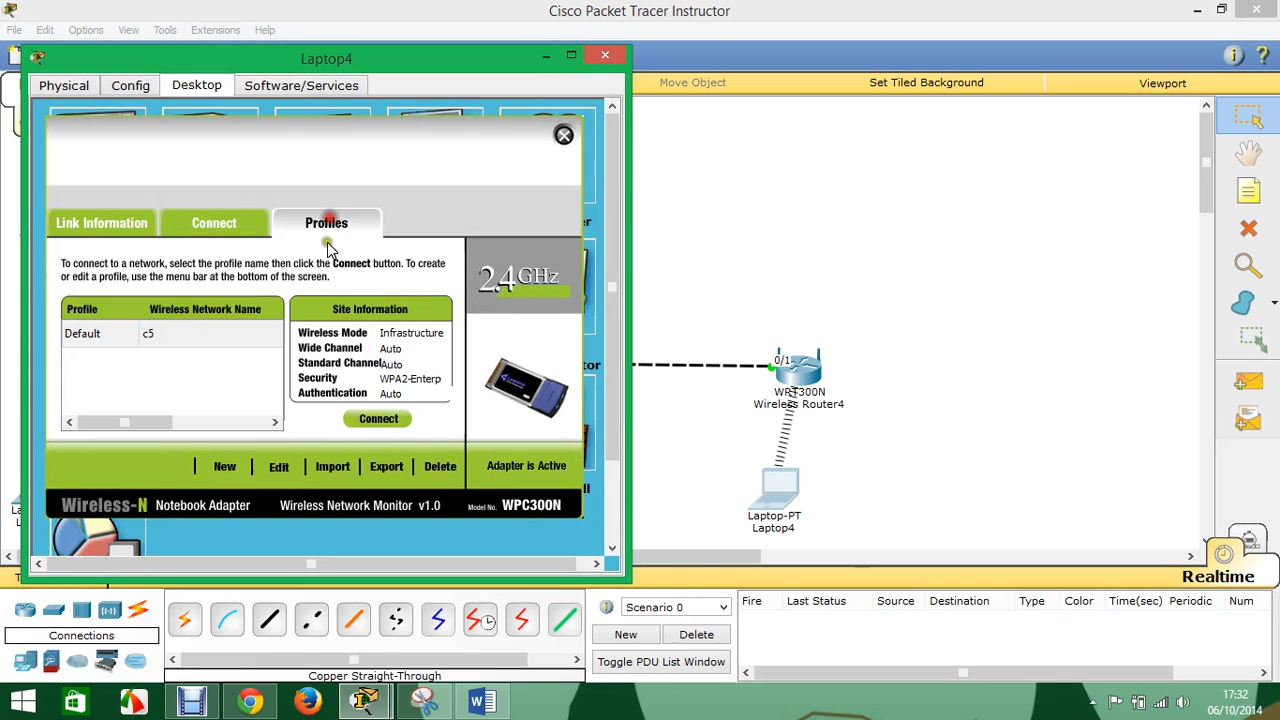 Cisco Packet Tracer Instructor
File Edit View Options Tools Extensions Help
Laptop4
Move Object Set Tiled Background Viewport
Physical Config Desktop Software/Services
Link Information Connect Profiles
To connect to a network, select the profile name then click the Connect button. To create
or edit a profile, use the menu bar at the bottom of the screen.
2.4GHz
Profile Wireless Network Name
Default c5
Site Information
Wireless Mode Infrastructure
Wide Channel Auto
Standard Channel Auto
Security WPA2-Enterp
Authentication Auto
Connect
New Edit Import Export Delete Adapter is Active
Wireless-N Notebook Adapter Wireless Network Monitor v1.0 Model No. WPC300N
0/1
WRT300N
Wireless Router4
Laptop-PT
Laptop4
Realtime
Connections
Copper Straight-Through
Scenario 0
New Delete
Toggle PDU List Window
Fire Last Status Source Destination Type Color Time(sec) Periodic Num
17:32
06/10/2014